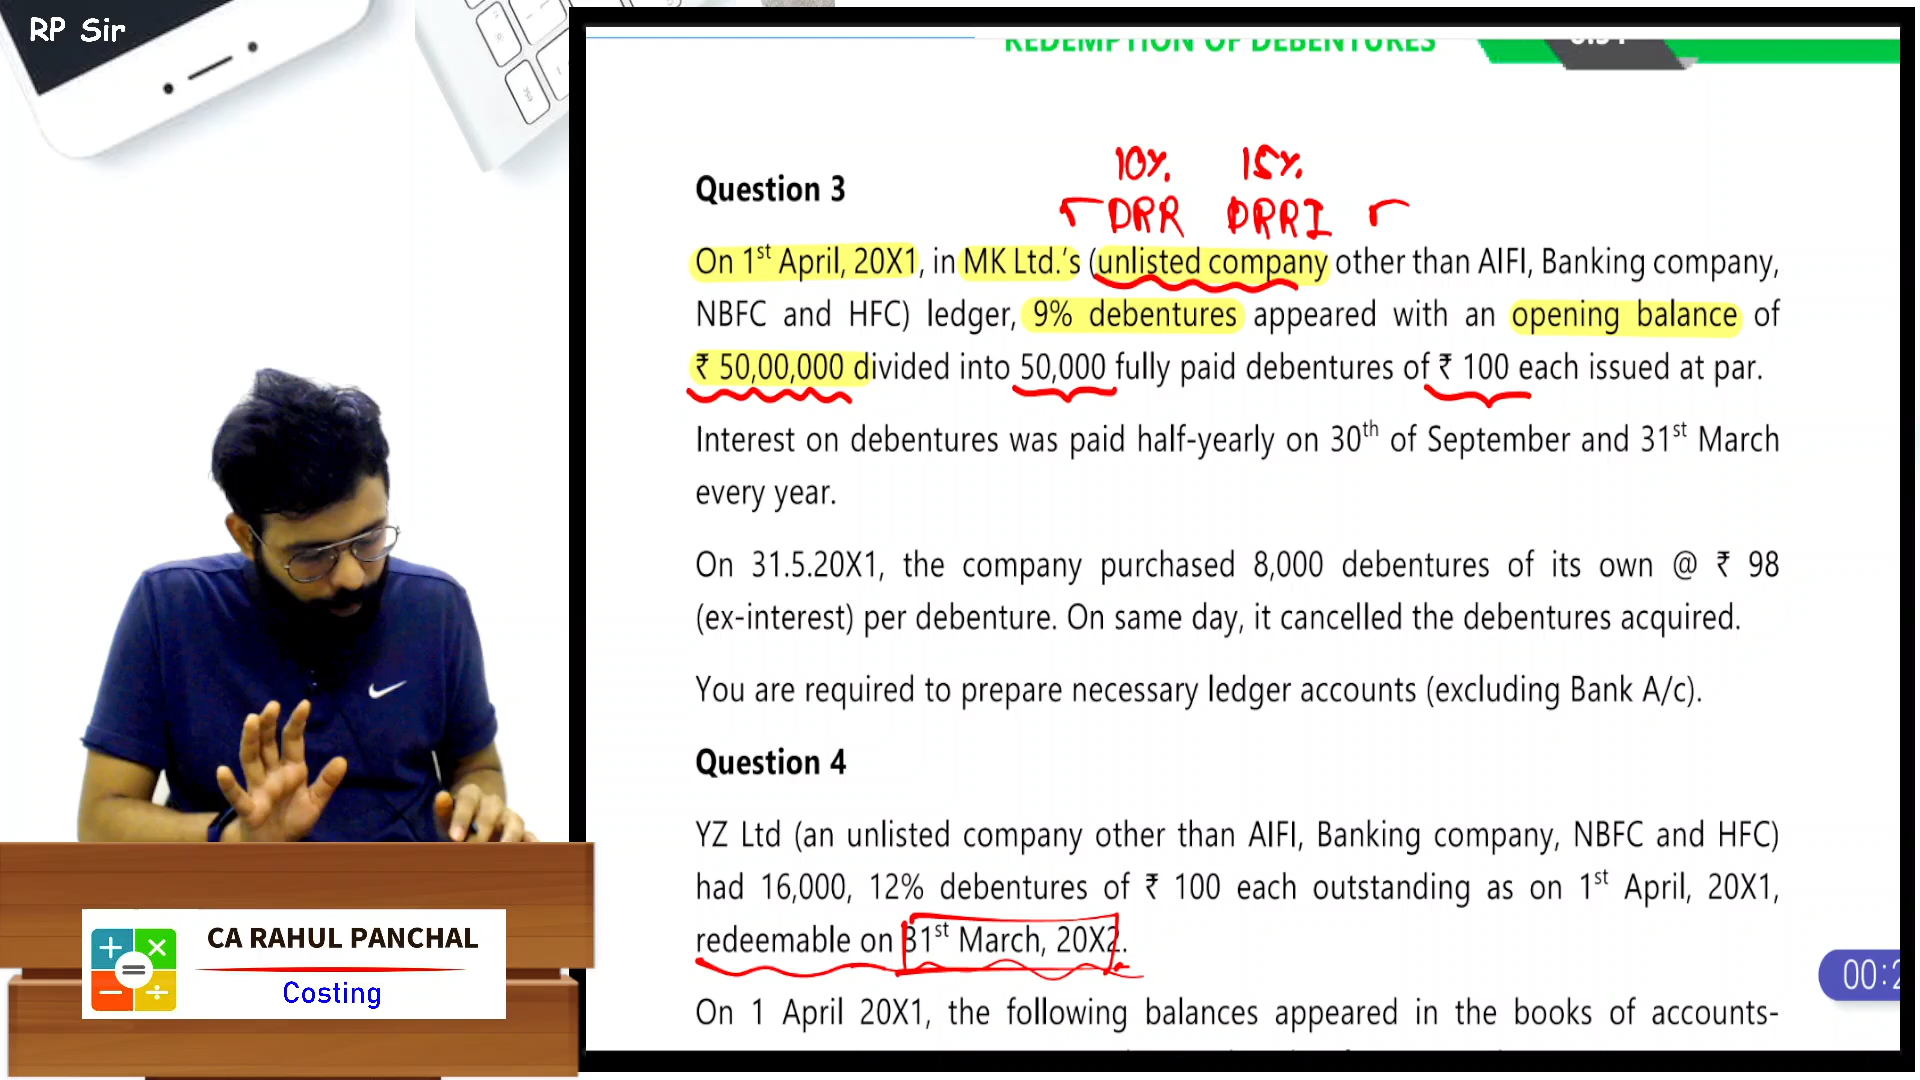 RP Sir
REDEMPTION OF DEBENTURES
10% 15%
Question 3
DRR DRRI
On 1st April, 20X1, in MK Ltd.'s (unlisted company other than AIFI, Banking company,
NBFC and HFC) ledger, 9% debentures appeared with an opening balance of
₹ 50,00,000 divided into 50,000 fully paid debentures of ₹ 100 each issued at par.
Interest on debentures was paid half-yearly on 30th of September and 31st March
every year.
On 31.5.20X1, the company purchased 8,000 debentures of its own @ ₹ 98
(ex-interest) per debenture. On same day, it cancelled the debentures acquired.
You are required to prepare necessary ledger accounts (excluding Bank A/c).
Question 4
YZ Ltd (an unlisted company other than AIFI, Banking company, NBFC and HFC)
had 16,000, 12% debentures of ₹ 100 each outstanding as on 1st April, 20X1,
redeemable on 31st March, 20X2.
On 1 April 20X1, the following balances appeared in the books of accounts-
CA RAHUL PANCHAL
Costing